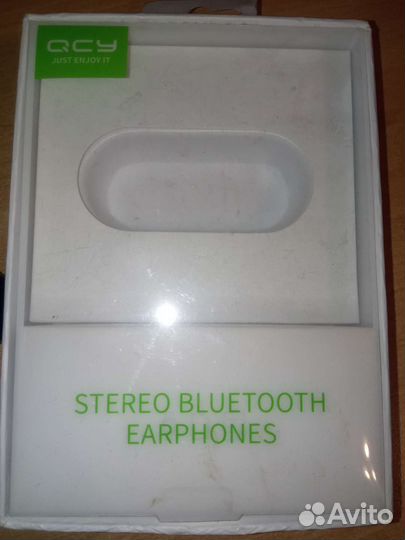 QCY
JUST ENJOY IT
STEREO BLUETOOTH
EARPHONES
Avito